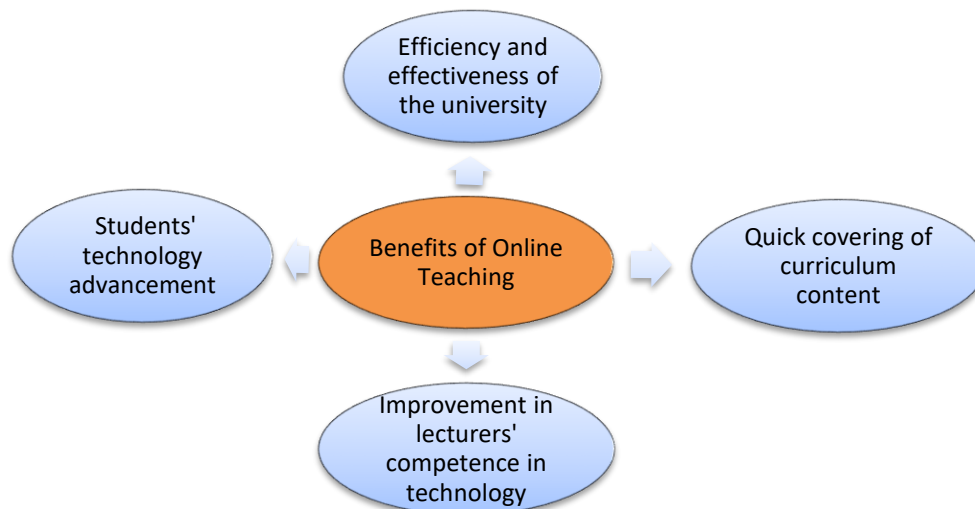 Efficiency and
effectiveness of
the university
Students'
technology
advancement
Benefits of Online
Teaching
Quick covering of
curriculum
content
Improvement in
lecturers'
competence in
technology